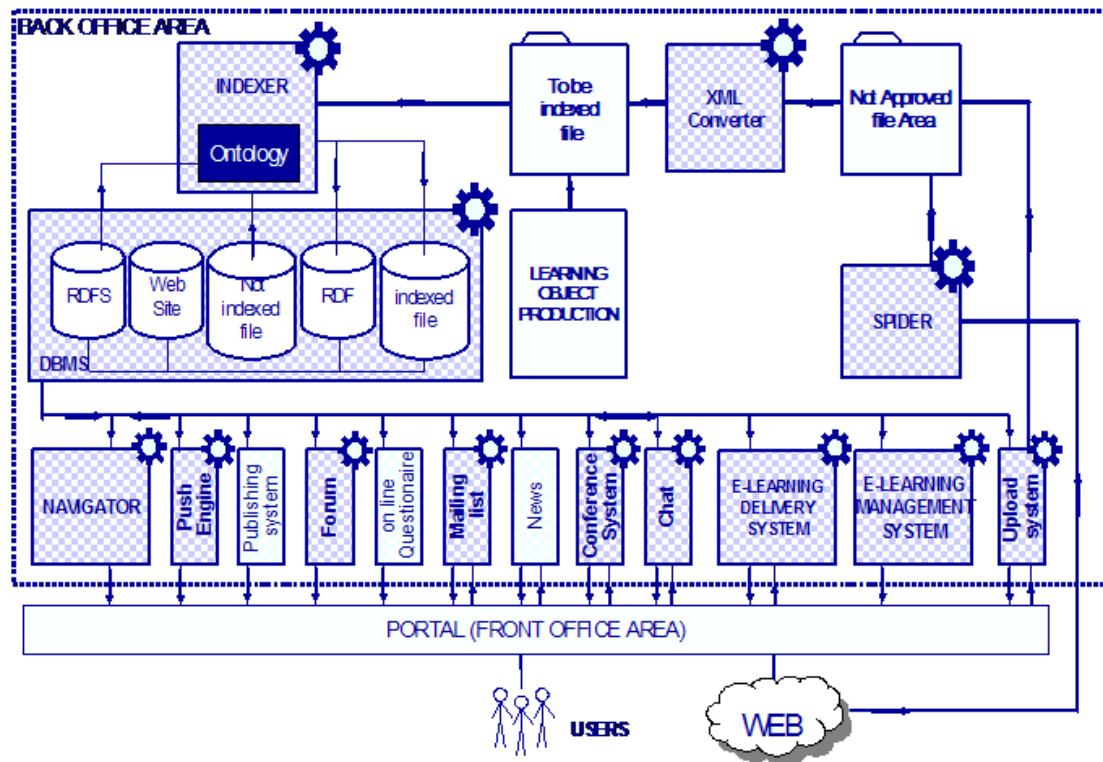 BACK OFFICE AREA
INDEXER
Ontology
To be
indexed
file
XML
Converter
Not Approved
file Area
RDFS
Web
Site
Not
indexed
file
RDF
indexed
file
DBMS
LEARNING
OBJECT
PRODUCTION
SPIDER
NAVIGATOR
Push
Engine
Publishing
system
Forum
on line
Questionaire
Mailing
list
News
Conference
System
Chat
E-LEARNING
DELIVERY
SYSTEM
E-LEARNING
MANAGEMENT
SYSTEM
Upload
system
PORTAL (FRONT OFFICE AREA)
USERS
WEB